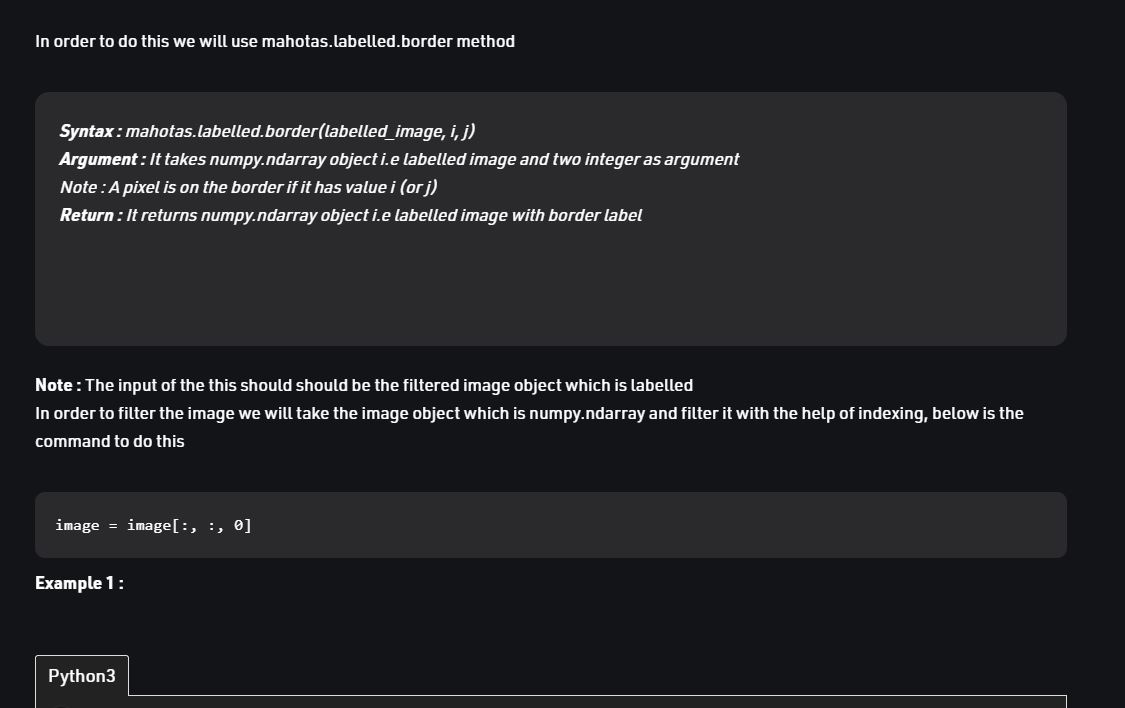 In order to do this we will use mahotas.labelled.border method
Syntax : mahotas.labelled.border(labelled_image, i, j)
Argument : It takes numpy.ndarray object i.e labelled image and two integer as argument
Note : A pixel is on the border if it has value i (or j)
Return : It returns numpy.ndarray object i.e labelled image with border label
Note : The input of the this should should be the filtered image object which is labelled
In order to filter the image we will take the image object which is numpy.ndarray and filter it with the help of indexing, below is the
command to do this
image = image[:, :, 0]
Example 1 :
Python3